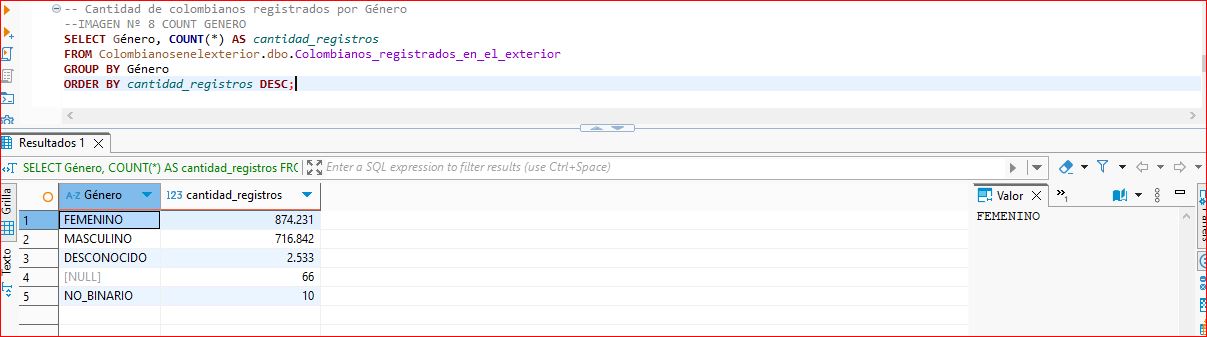 -- Cantidad de colombianos registrados por Género
--IMAGEN Nº 8 COUNT GENERO
SELECT Género, COUNT(*) AS cantidad_registros
FROM Colombianosenelexterior.dbo.Colombianos_registrados_en_el_exterior
GROUP BY Género
ORDER BY cantidad_registros DESC;
Resultados 1
SELECT Género, COUNT(*) AS cantidad_registros FRO
Enter a SQL expression to filter results (use Ctrl+Space)
Grilla
Texto
A-Z Género 123 cantidad_registros
1 FEMENINO 874.231
2 MASCULINO 716.842
3 DESCONOCIDO 2.533
4 [NULL] 66
5 NO_BINARIO 10
Valor
»1
FEMENINO